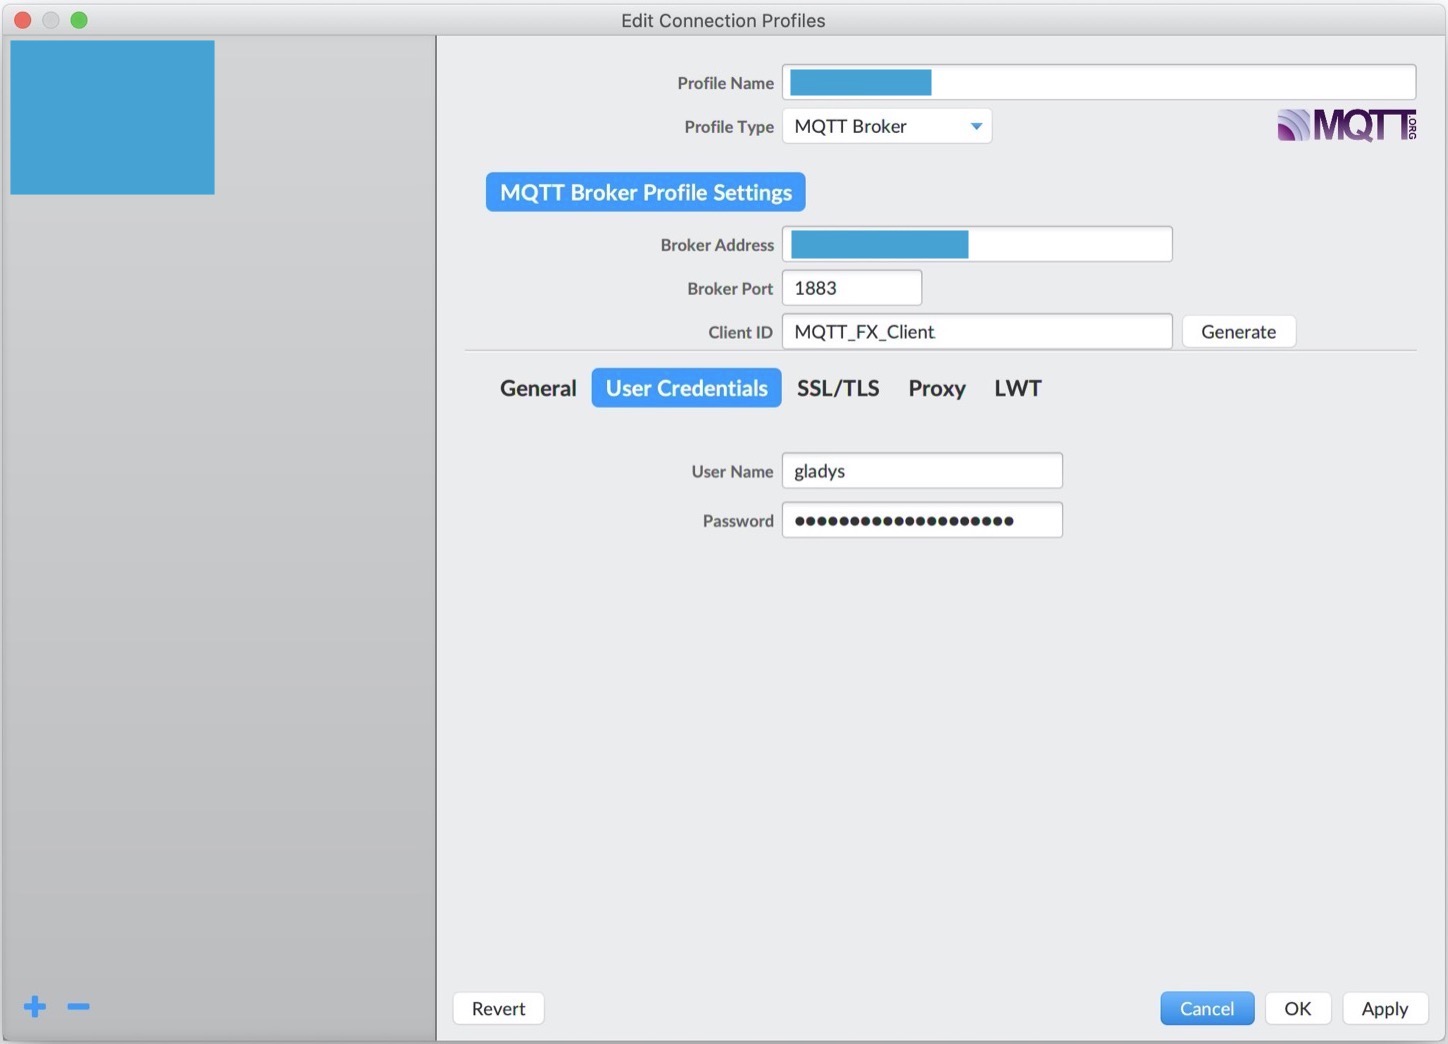 Edit Connection Profiles
Profile Name
Profile Type MQTT Broker
MQTT.ORG
MQTT Broker Profile Settings
Broker Address
Broker Port 1883
Client ID MQTT_FX_Client Generate
General User Credentials SSL/TLS Proxy LWT
User Name gladys
Password ●●●●●●●●●●●●●●●●●●●●
Revert Cancel OK Apply